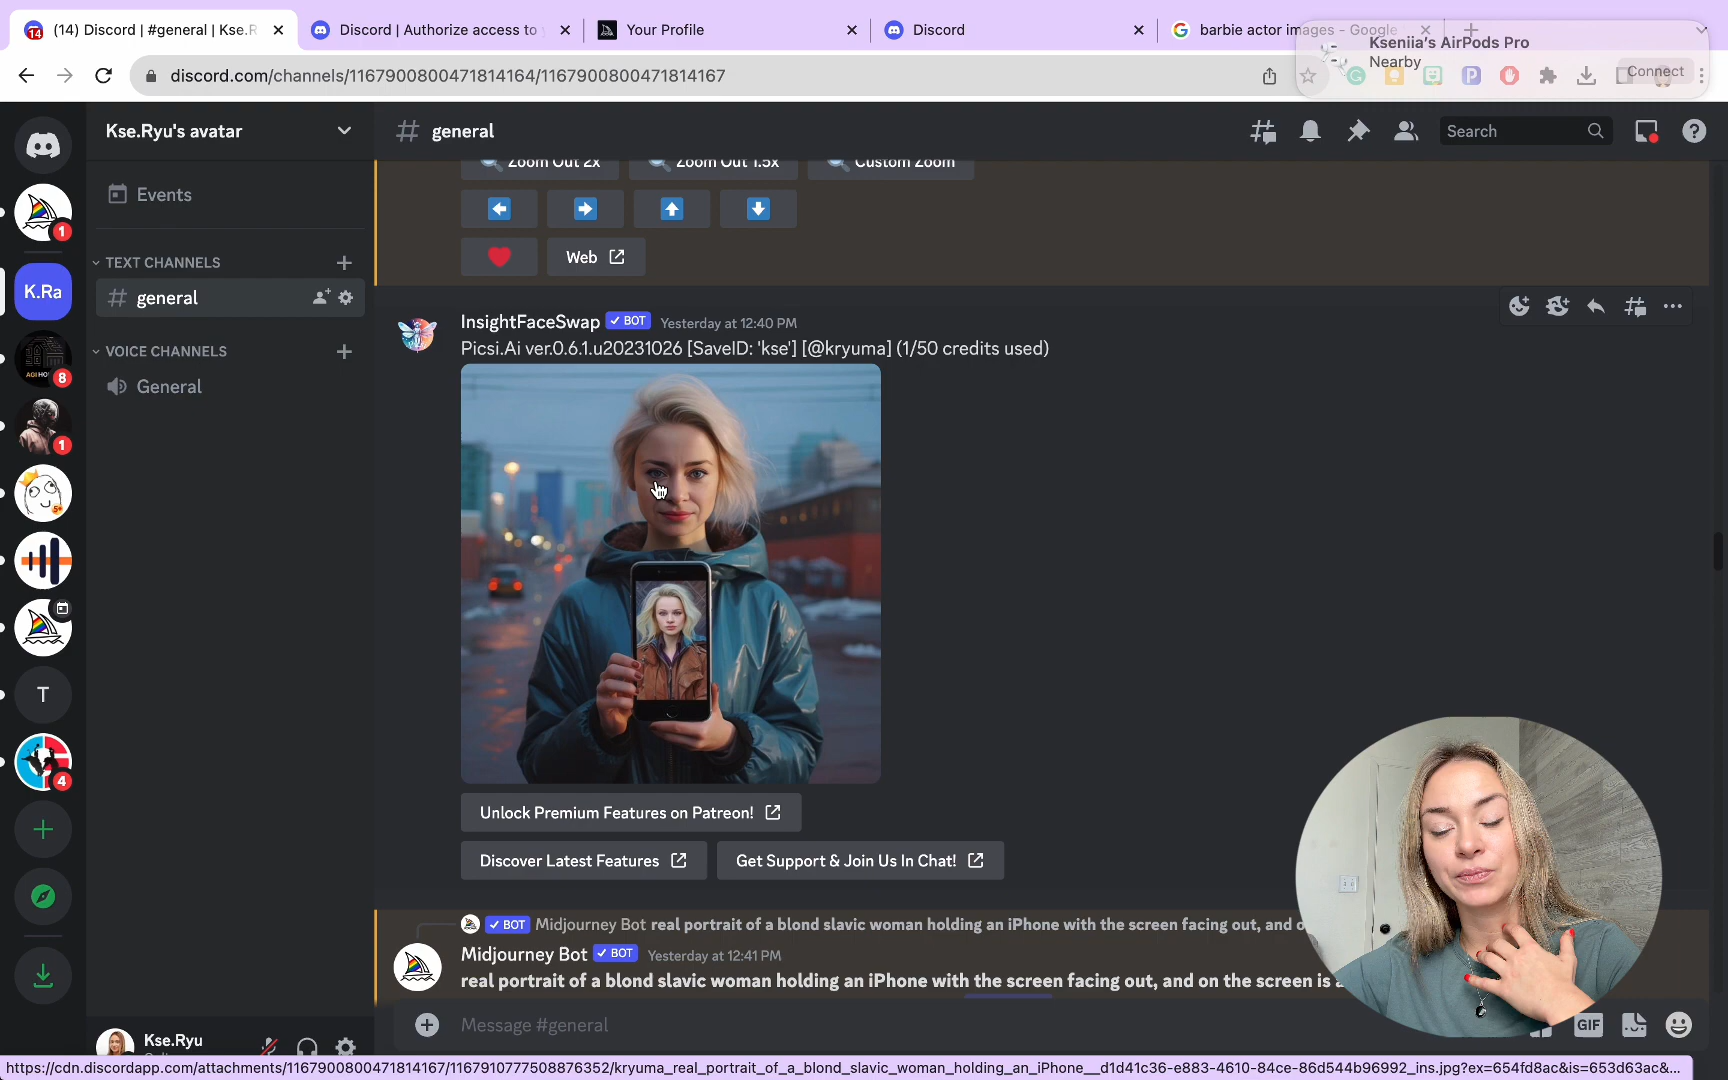 (14) Discord | #general | Kse.R
Discord | Authorize access to
Your Profile
Discord
barbie actor images - Google
Kseniia's AirPods Pro
Nearby
Connect
discord.com/channels/1167900800471814164/1167900800471814167
Kse.Ryu's avatar
general
Search
Events
TEXT CHANNELS
general
VOICE CHANNELS
General
K.Ra
T
1
8
1
4
Zoom Out 2x
Zoom Out 1.5x
Custom Zoom
Web
InsightFaceSwap BOT Yesterday at 12:40 PM
Picsi.Ai ver.0.6.1.u20231026 [SaveID: 'kse'] [@kryuma] (1/50 credits used)
Unlock Premium Features on Patreon!
Discover Latest Features
Get Support & Join Us In Chat!
BOT Midjourney Bot real portrait of a blond slavic woman holding an iPhone with the screen facing out, and o
Midjourney Bot BOT Yesterday at 12:41 PM
real portrait of a blond slavic woman holding an iPhone with the screen facing out, and on the screen is a
Message #general
GIF
Kse.Ryu
https://cdn.discordapp.com/attachments/1167900800471814167/1167910777508876352/kryuma_real_portrait_of_a_blond_slavic_woman_holding_an_iPhone__d1d41c36-e883-4610-84ce-86d544b96992_ins.jpg?ex=654fd8ac&is=653d63ac&...